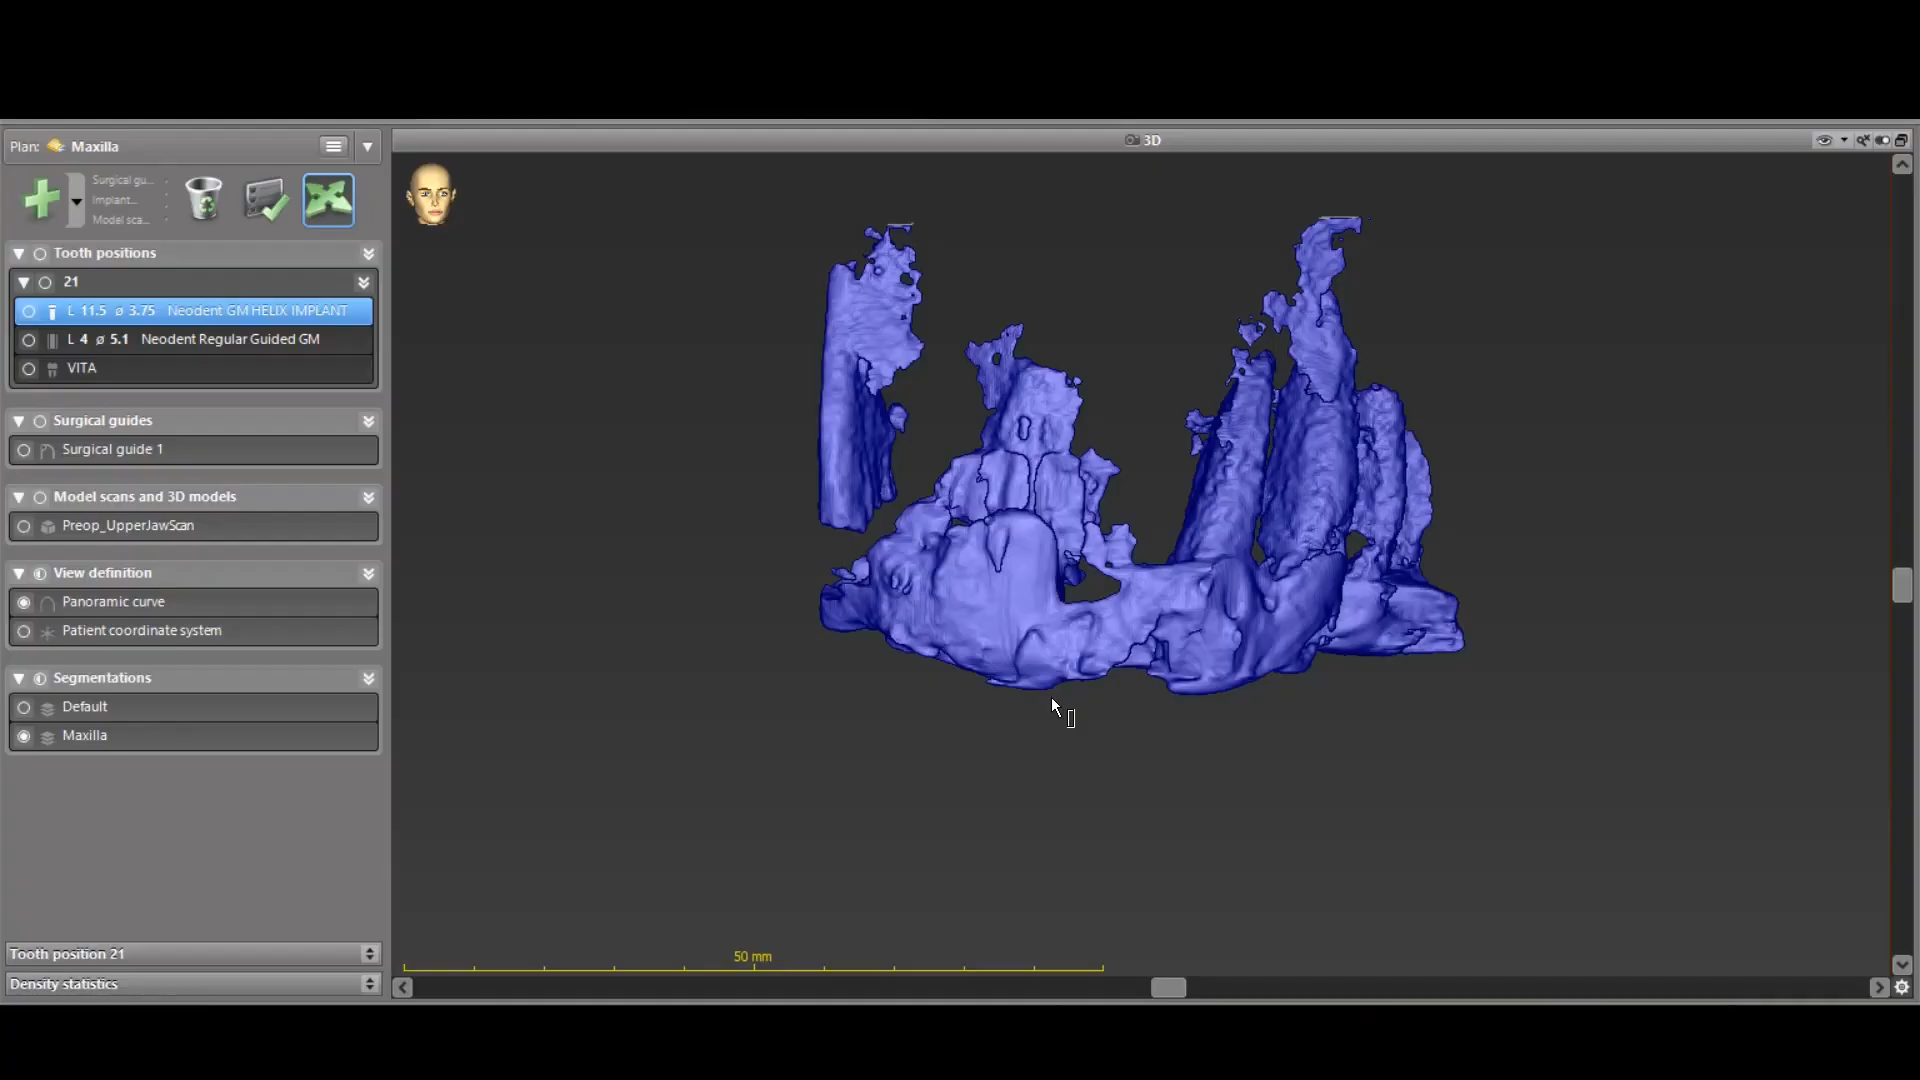 Plan: Maxilla
3D
Surgical gu...
Implant...
Model sca...
Tooth positions
21
L 11.5 ø 3.75 Neodent GM HELIX IMPLANT
L 4 ø 5.1 Neodent Regular Guided GM
VITA
Surgical guides
Surgical guide 1
Model scans and 3D models
Preop_UpperJawScan
View definition
Panoramic curve
Patient coordinate system
Segmentations
Default
Maxilla
Tooth position 21
50 mm
Density statistics